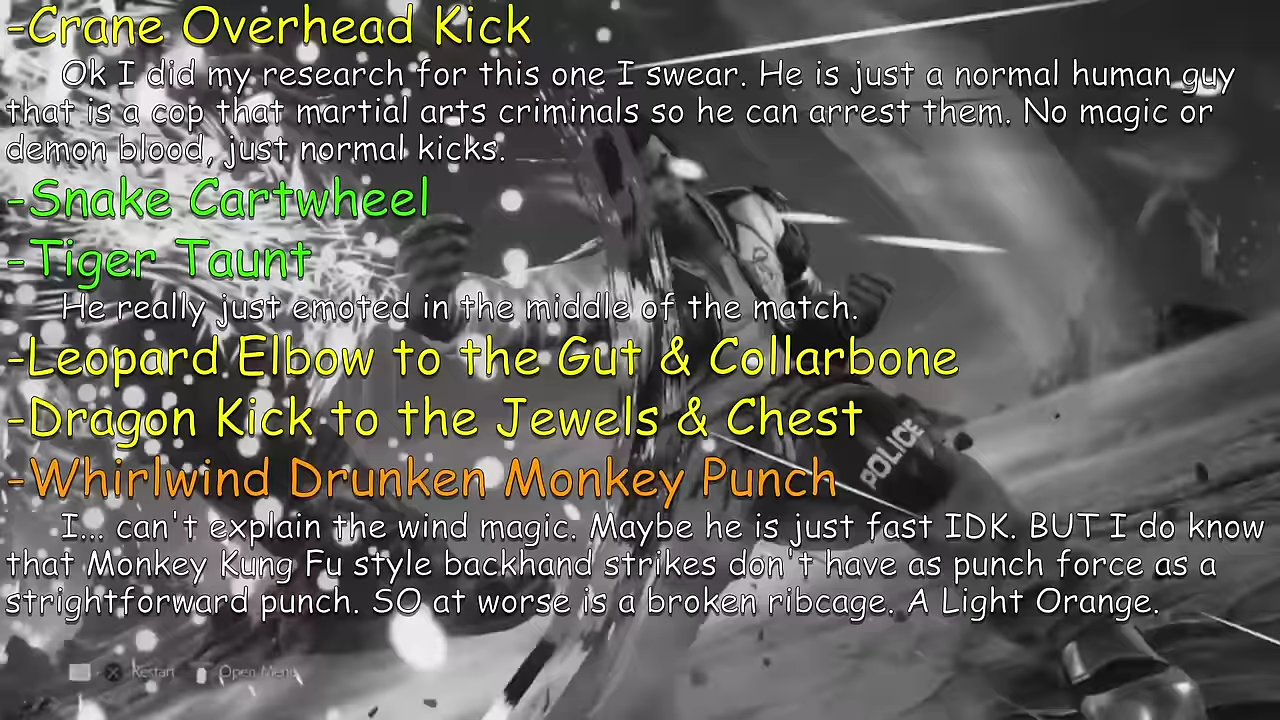 -Crane Overhead Kick
Ok I did my research for this one I swear. He is just a normal human guy
that is a cop that martial arts criminals so he can arrest them. No magic or
demon blood, just normal kicks.
-Snake Cartwheel
-Tiger Taunt
He really just emoted in the middle of the match.
-Leopard Elbow to the Gut & Collarbone
-Dragon Kick to the Jewels & Chest
POLICE
-Whirlwind Drunken Monkey Punch
I... can't explain the wind magic. Maybe he is just fast IDK. BUT I do know
that Monkey Kung Fu style backhand strikes don't have as punch force as a
strightforward punch. SO at worse is a broken ribcage. A Light Orange.
- Restart Open Menu